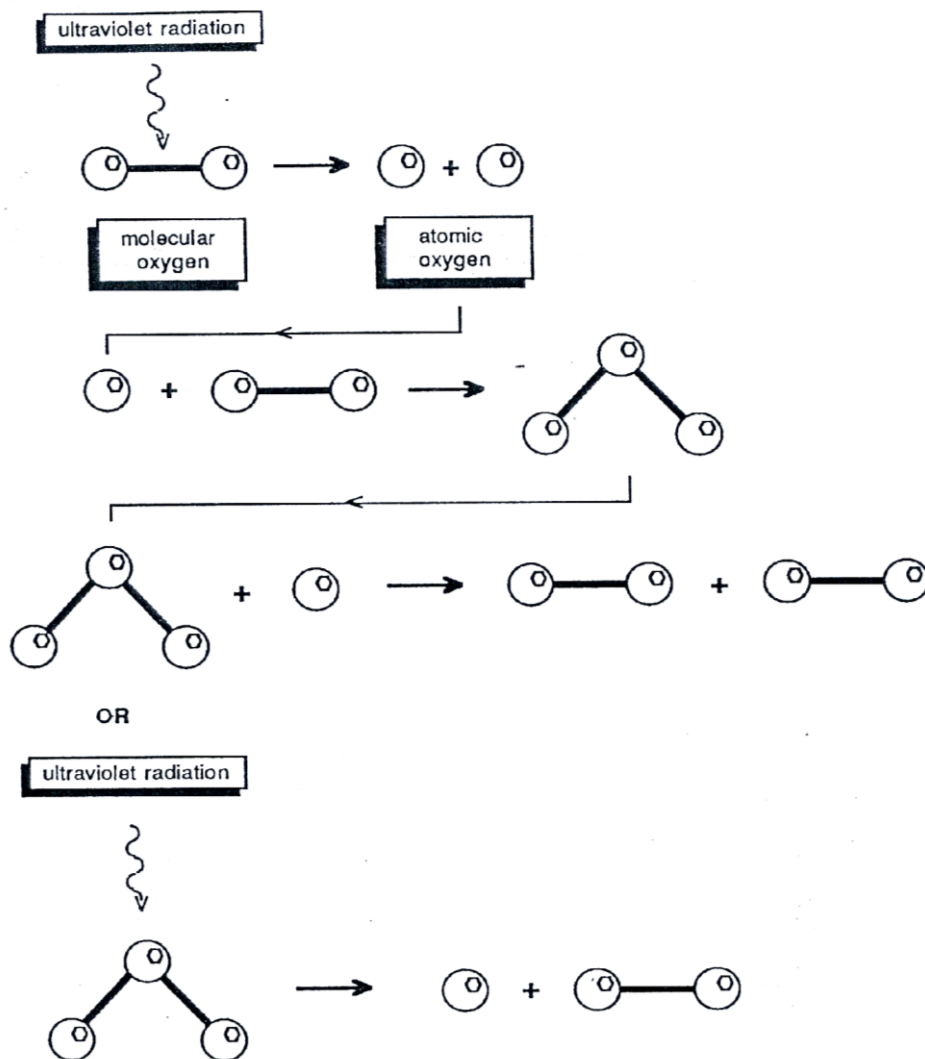 ultraviolet radiation
O O O + O
molecular
oxygen
atomic
oxygen
O + O O O
O O
O
O + O O O + O O
O O
OR
ultraviolet radiation
O
O + O O
O O